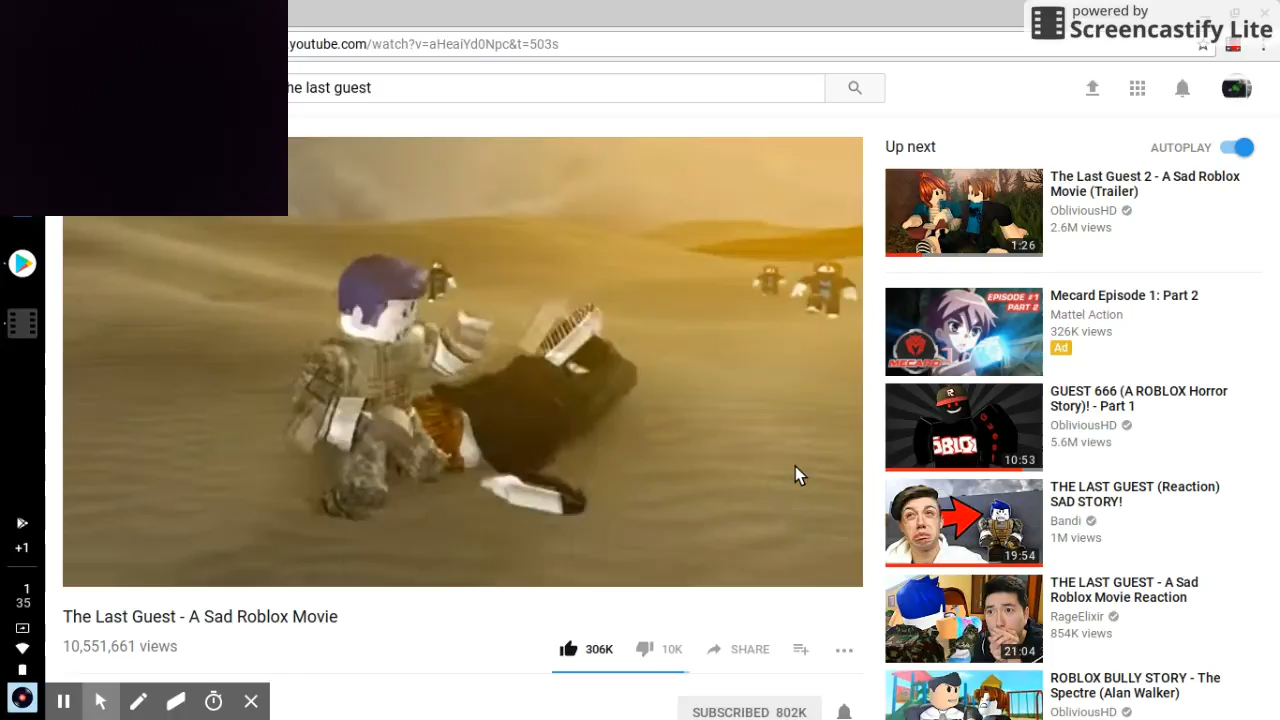 powered by
Screencastify Lite
youtube.com/watch?v=aHeaiYd0Npc&t=503s
he last guest
Up next
AUTOPLAY
The Last Guest 2 - A Sad Roblox
Movie (Trailer)
ObliviousHD
2.6M views
1:26
EPISODE #1
PART 2
MECARD
Mecard Episode 1: Part 2
Mattel Action
326K views
Ad
GUEST 666 (A ROBLOX Horror
Story)! - Part 1
ObliviousHD
5.6M views
10:53
THE LAST GUEST (Reaction)
SAD STORY!
Bandi
1M views
19:54
THE LAST GUEST - A Sad
Roblox Movie Reaction
RageElixir
854K views
21:04
ROBLOX BULLY STORY - The
Spectre (Alan Walker)
ObliviousHD
The Last Guest - A Sad Roblox Movie
10,551,661 views
306K
10K
SHARE
SUBSCRIBED 802K
+1
1
35